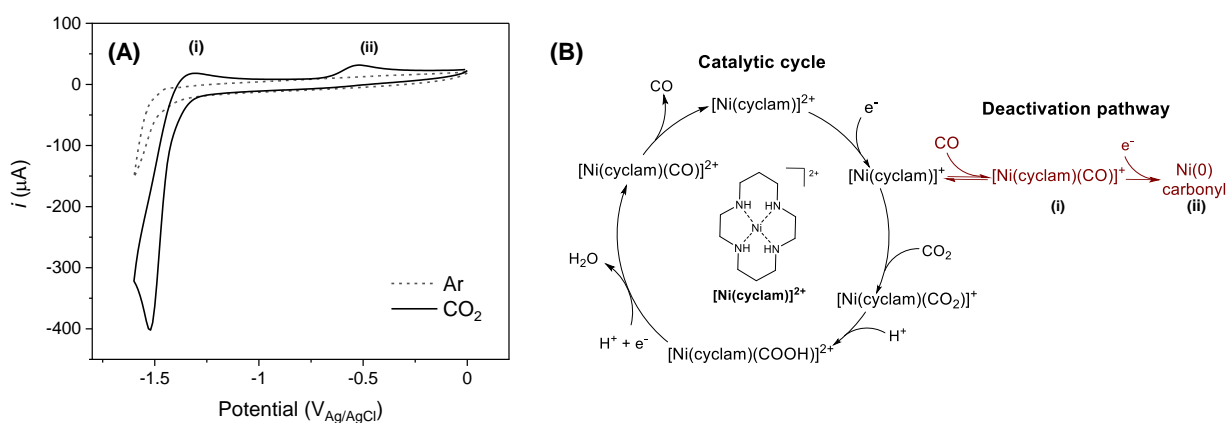 (A)
(i)
(ii)
100
0
-100
-200
-300
-400
i (μA)
Ar
CO₂
-1.5
-1
-0.5
0
Potential (V_Ag/AgCl)
(B)
Catalytic cycle
CO
[Ni(cyclam)]²⁺
e⁻
Deactivation pathway
[Ni(cyclam)(CO)]²⁺
[Ni(cyclam)]⁺
CO
[Ni(cyclam)(CO)]⁺
(i)
e⁻
Ni(0)
carbonyl
(ii)
2+
NH
HN
Ni
NH
HN
[Ni(cyclam)]²⁺
H₂O
CO₂
[Ni(cyclam)(CO₂)]⁺
H⁺
H⁺ + e⁻
[Ni(cyclam)(COOH)]²⁺